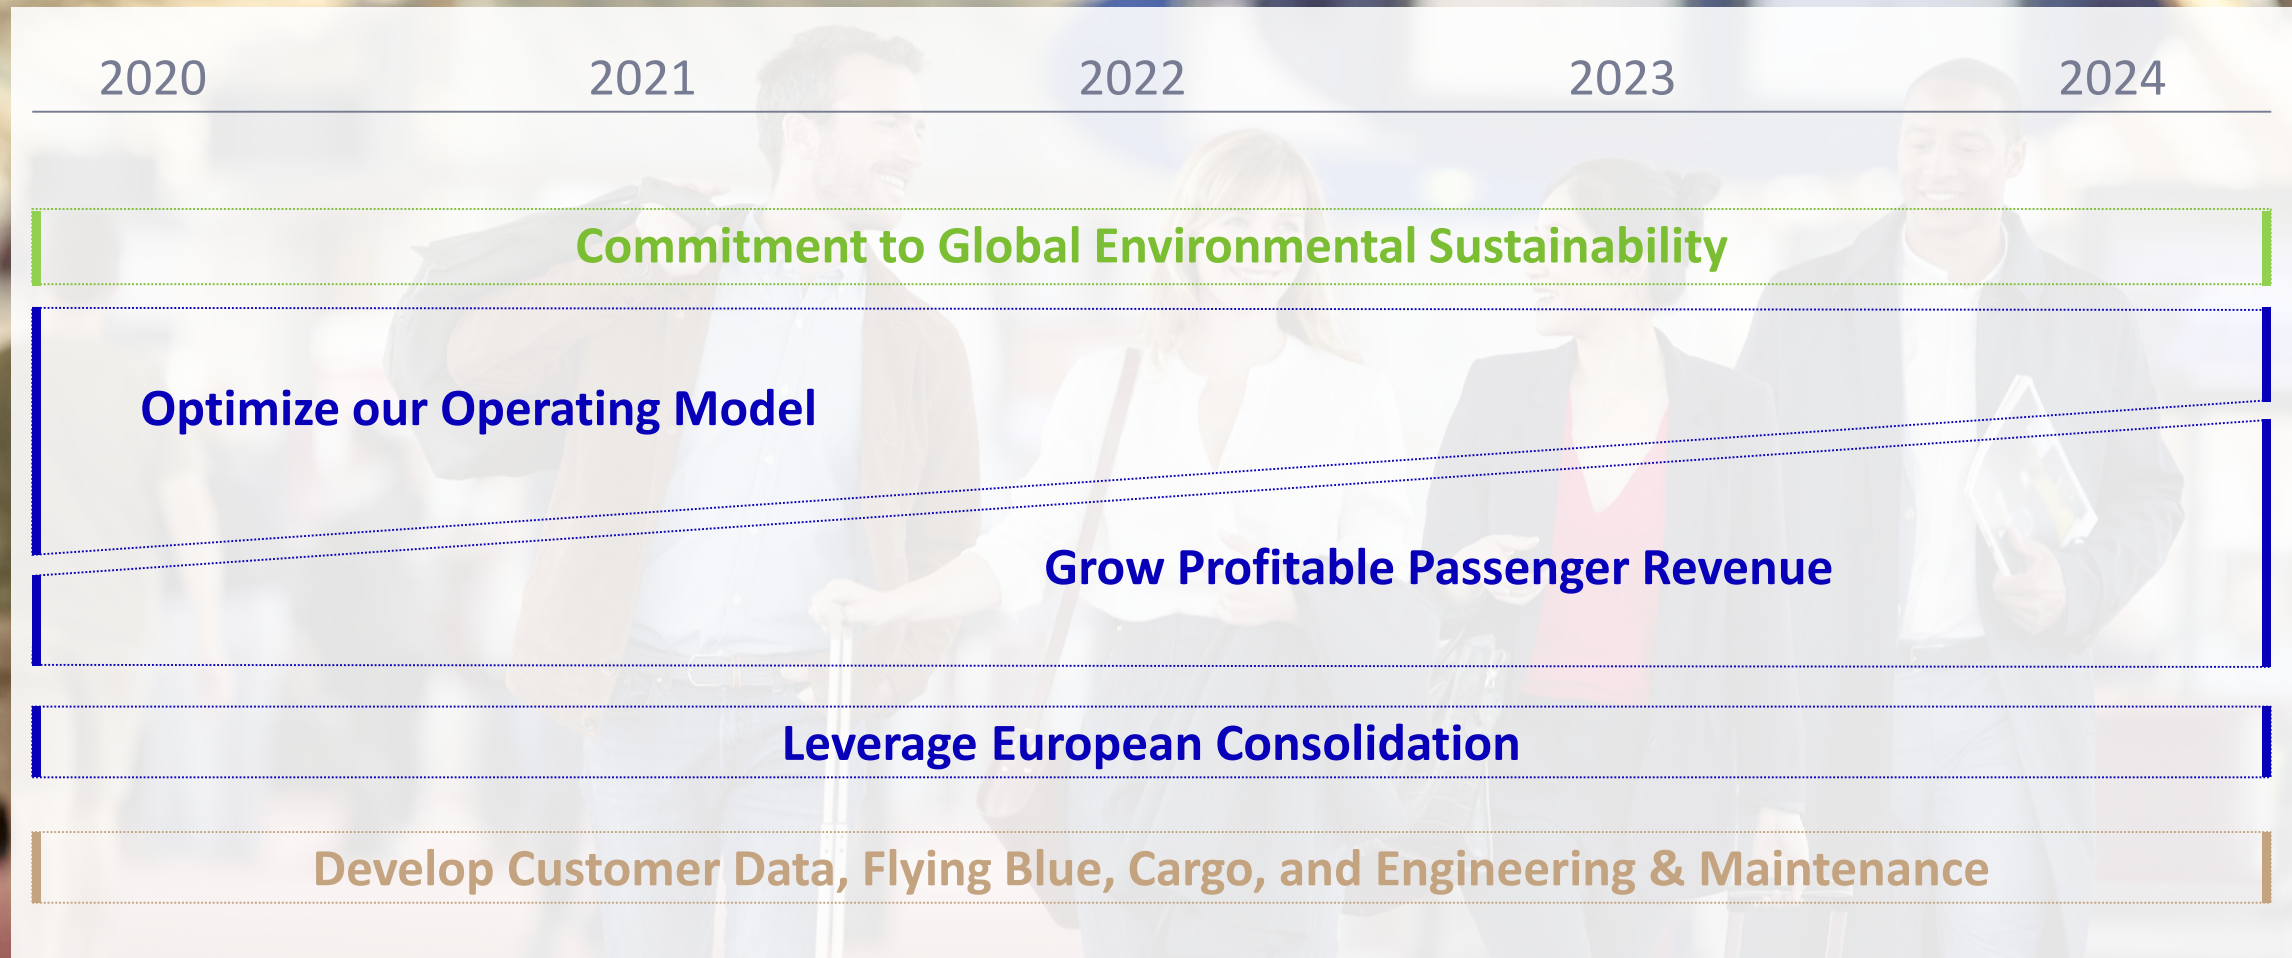 2020 2021 2022 2023 2024
Commitment to Global Environmental Sustainability
Optimize our Operating Model
Grow Profitable Passenger Revenue
Leverage European Consolidation
Develop Customer Data, Flying Blue, Cargo, and Engineering & Maintenance